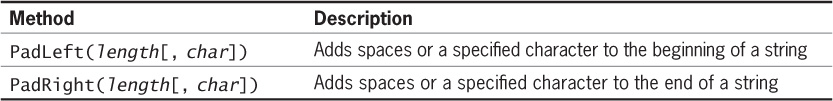 Method Description
PadLeft(length[, char]) Adds spaces or a specified character to the beginning of a string
PadRight(length[, char]) Adds spaces or a specified character to the end of a string